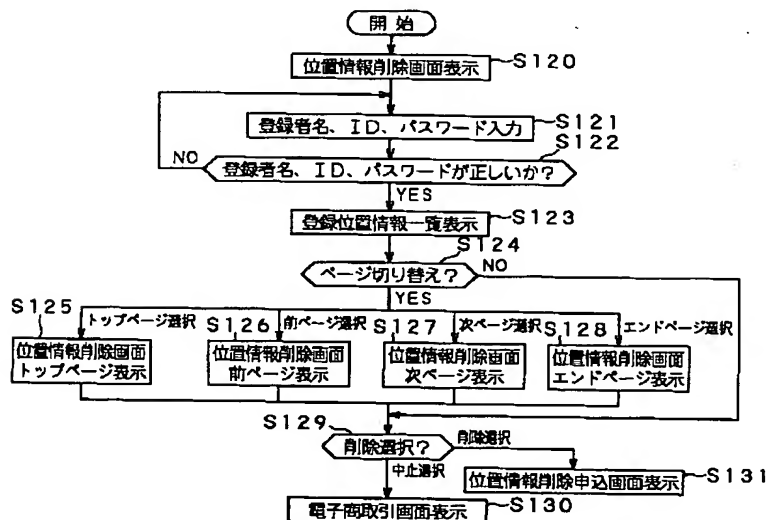 開 始
位置情報削除画面表示
S120
登録者名、ID、パスワード入力
S121
S122
NO
登録者名、ID、パスワードが正しいか?
YES
登録位置情報一覧表示
S123
S124
ページ切り替え?
NO
YES
S125
トップページ選択
S126
前ページ選択
S127
次ページ選択
S128
エンドページ選択
位置情報削除画面
トップページ表示
位置情報削除画面
前ページ表示
位置情報削除画面
次ページ表示
位置情報削除画面
エンドページ表示
S129
削除選択?
削除選択
中止選択
位置情報削除申込画面表示
S131
電子商取引画面表示
S130